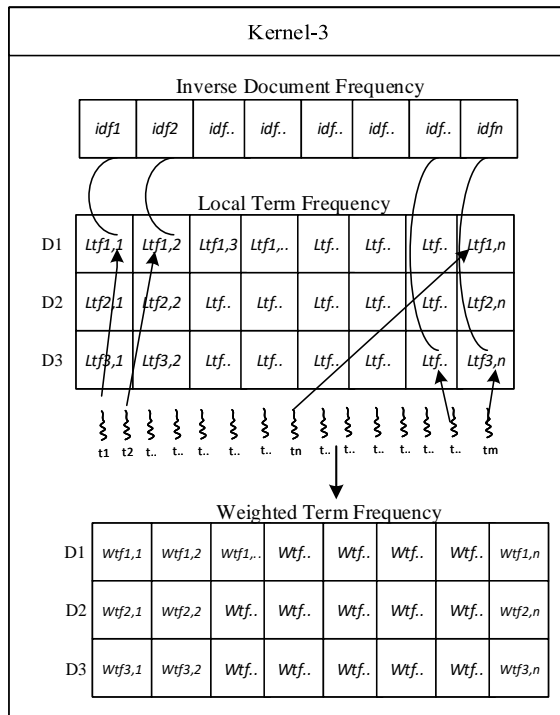 Kernel-3
Inverse Document Frequency
idf1 idf2 idf.. idf.. idf.. idf.. idf.. idfn
Local Term Frequency
D1 Ltf1,1 Ltf1,2 Ltf1,3 Ltf1,.. Ltf.. Ltf.. Ltf.. Ltf1,n
D2 Ltf2,1 Ltf2,2 Ltf.. Ltf.. Ltf.. Ltf.. Ltf.. Ltf2,n
D3 Ltf3,1 Ltf3,2 Ltf.. Ltf.. Ltf.. Ltf.. Ltf.. Ltf3,n
t1 t2 t.. t.. t.. t.. t.. tn t.. t.. t.. t.. t.. tm
Weighted Term Frequency
D1 Wtf1,1 Wtf1,2 Wtf1,.. Wtf.. Wtf.. Wtf.. Wtf.. Wtf1,n
D2 Wtf2,1 Wtf2,2 Wtf.. Wtf.. Wtf.. Wtf.. Wtf.. Wtf2,n
D3 Wtf3,1 Wtf3,2 Wtf.. Wtf.. Wtf.. Wtf.. Wtf.. Wtf3,n